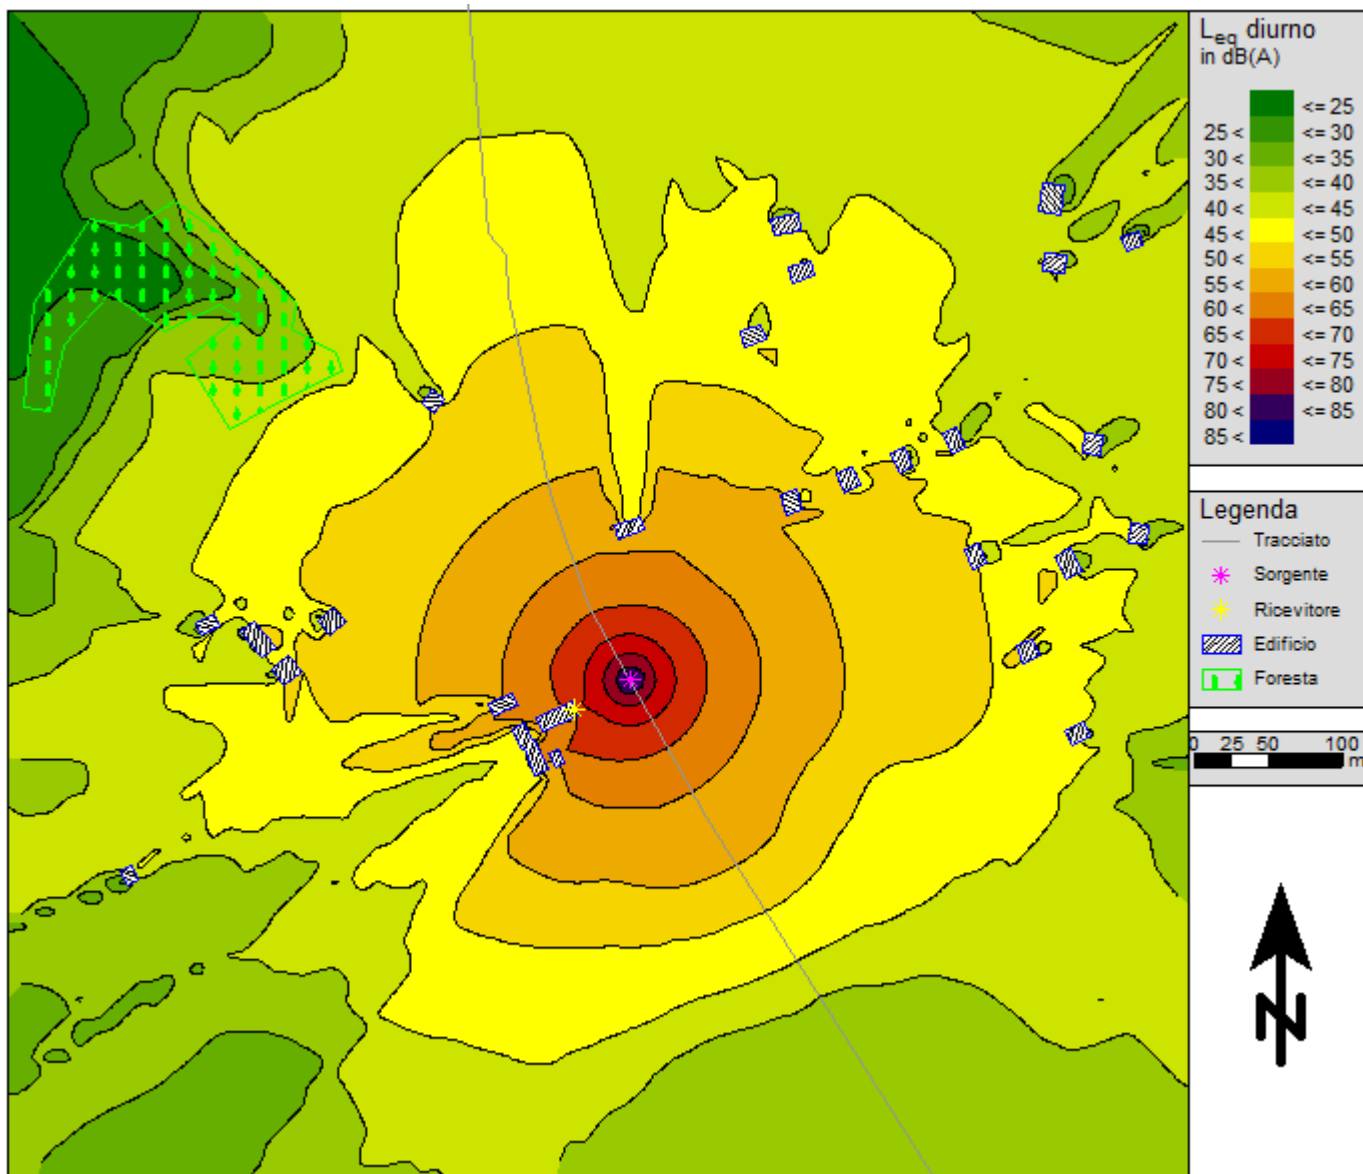 Leq diurno
in dB(A)
<= 25
25 < <= 30
30 < <= 35
35 < <= 40
40 < <= 45
45 < <= 50
50 < <= 55
55 < <= 60
60 < <= 65
65 < <= 70
70 < <= 75
75 < <= 80
80 < <= 85
85 <
Legenda
Tracciato
Sorgente
Ricevitore
Edificio
Foresta
0 25 50 100
m
N